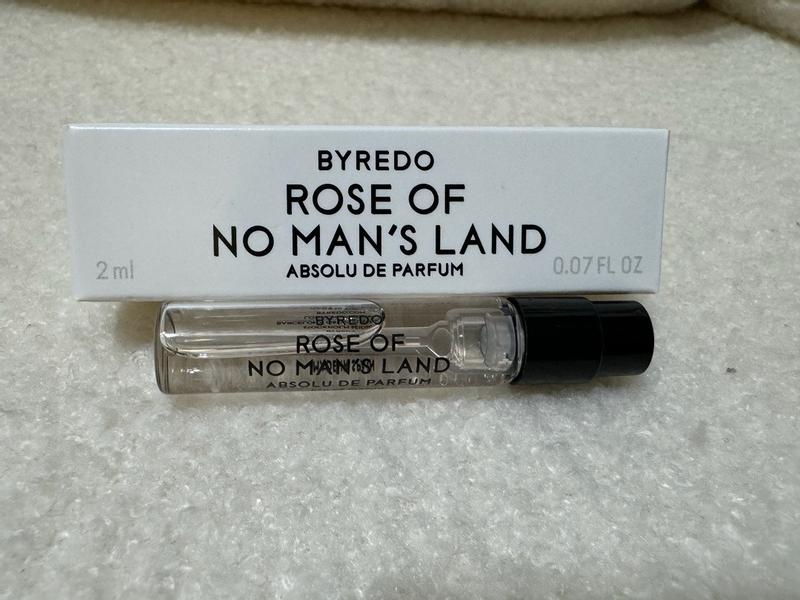 BYREDO
ROSE OF
NO MAN'S LAND
ABSOLU DE PARFUM
2 ml
0.07 FL OZ
BYREDO
ROSE OF
NO MAN'S LAND
ABSOLU DE PARFUM